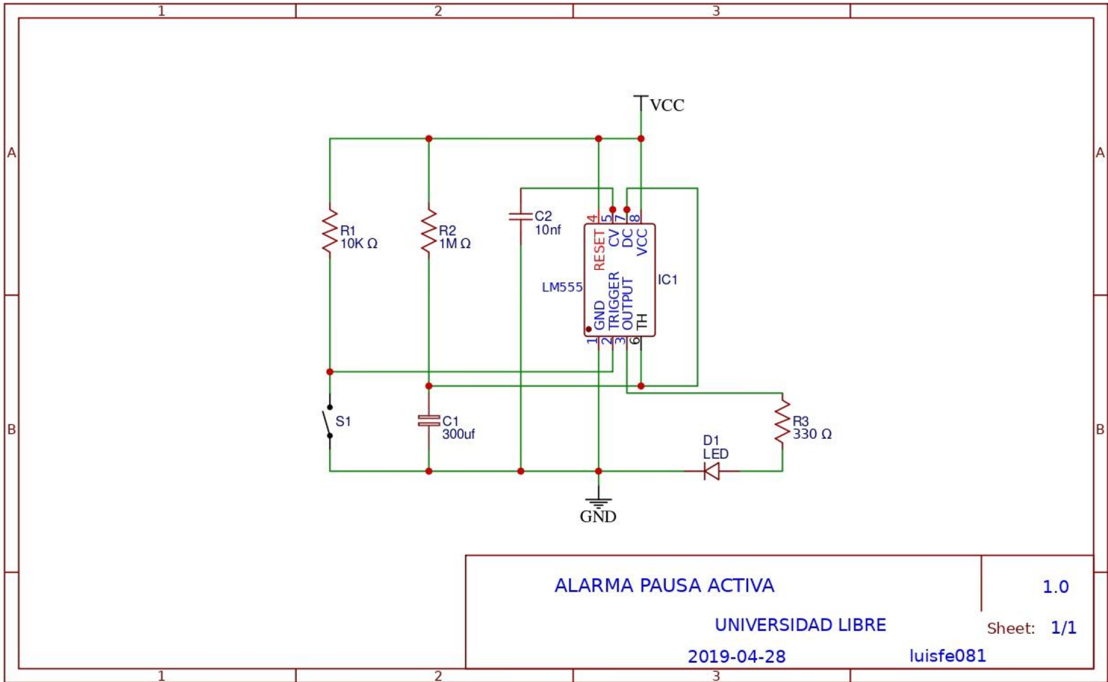 1 2 3
VCC
A A
R1
10K Ω
R2
1M Ω
C2
10nf
4 5 7 8
RESET
CV
DC
VCC
LM555
IC1
GND
TRIGGER
OUTPUT
TH
1 2 3 6
B B
S1
C1
300uf
R3
330 Ω
D1
LED
GND
ALARMA PAUSA ACTIVA
1.0
UNIVERSIDAD LIBRE
Sheet: 1/1
2019-04-28
luisfe081
1 2 3